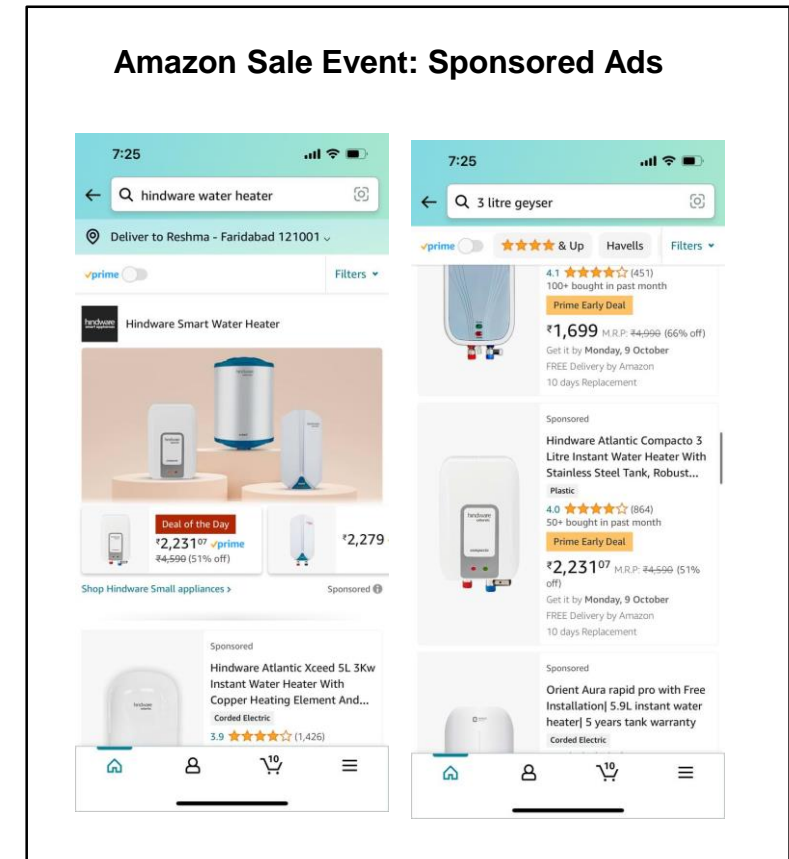 Amazon Sale Event: Sponsored Ads
7:25
hindware water heater
Deliver to Reshma - Faridabad 121001
prime
Filters
hindware
smart appliances
Hindware Smart Water Heater
Deal of the Day
₹2,23107 prime
₹4,590 (51% off)
₹2,279
Shop Hindware Small appliances >
Sponsored
Sponsored
Hindware Atlantic Xceed 5L 3Kw
Instant Water Heater With
Copper Heating Element And...
Corded Electric
3.9 (1,426)
10
7:25
3 litre geyser
prime
& Up
Havells
Filters
4.1 (451)
100+ bought in past month
Prime Early Deal
₹1,699 M.R.P: ₹4,990 (66% off)
Get it by Monday, 9 October
FREE Delivery by Amazon
10 days Replacement
Sponsored
Hindware Atlantic Compacto 3
Litre Instant Water Heater With
Stainless Steel Tank, Robust...
Plastic
4.0 (864)
50+ bought in past month
Prime Early Deal
₹2,23107 M.R.P: ₹4,590 (51%
off)
Get it by Monday, 9 October
FREE Delivery by Amazon
10 days Replacement
Sponsored
Orient Aura rapid pro with Free
Installation| 5.9L instant water
heater| 5 years tank warranty
Corded Electric
10